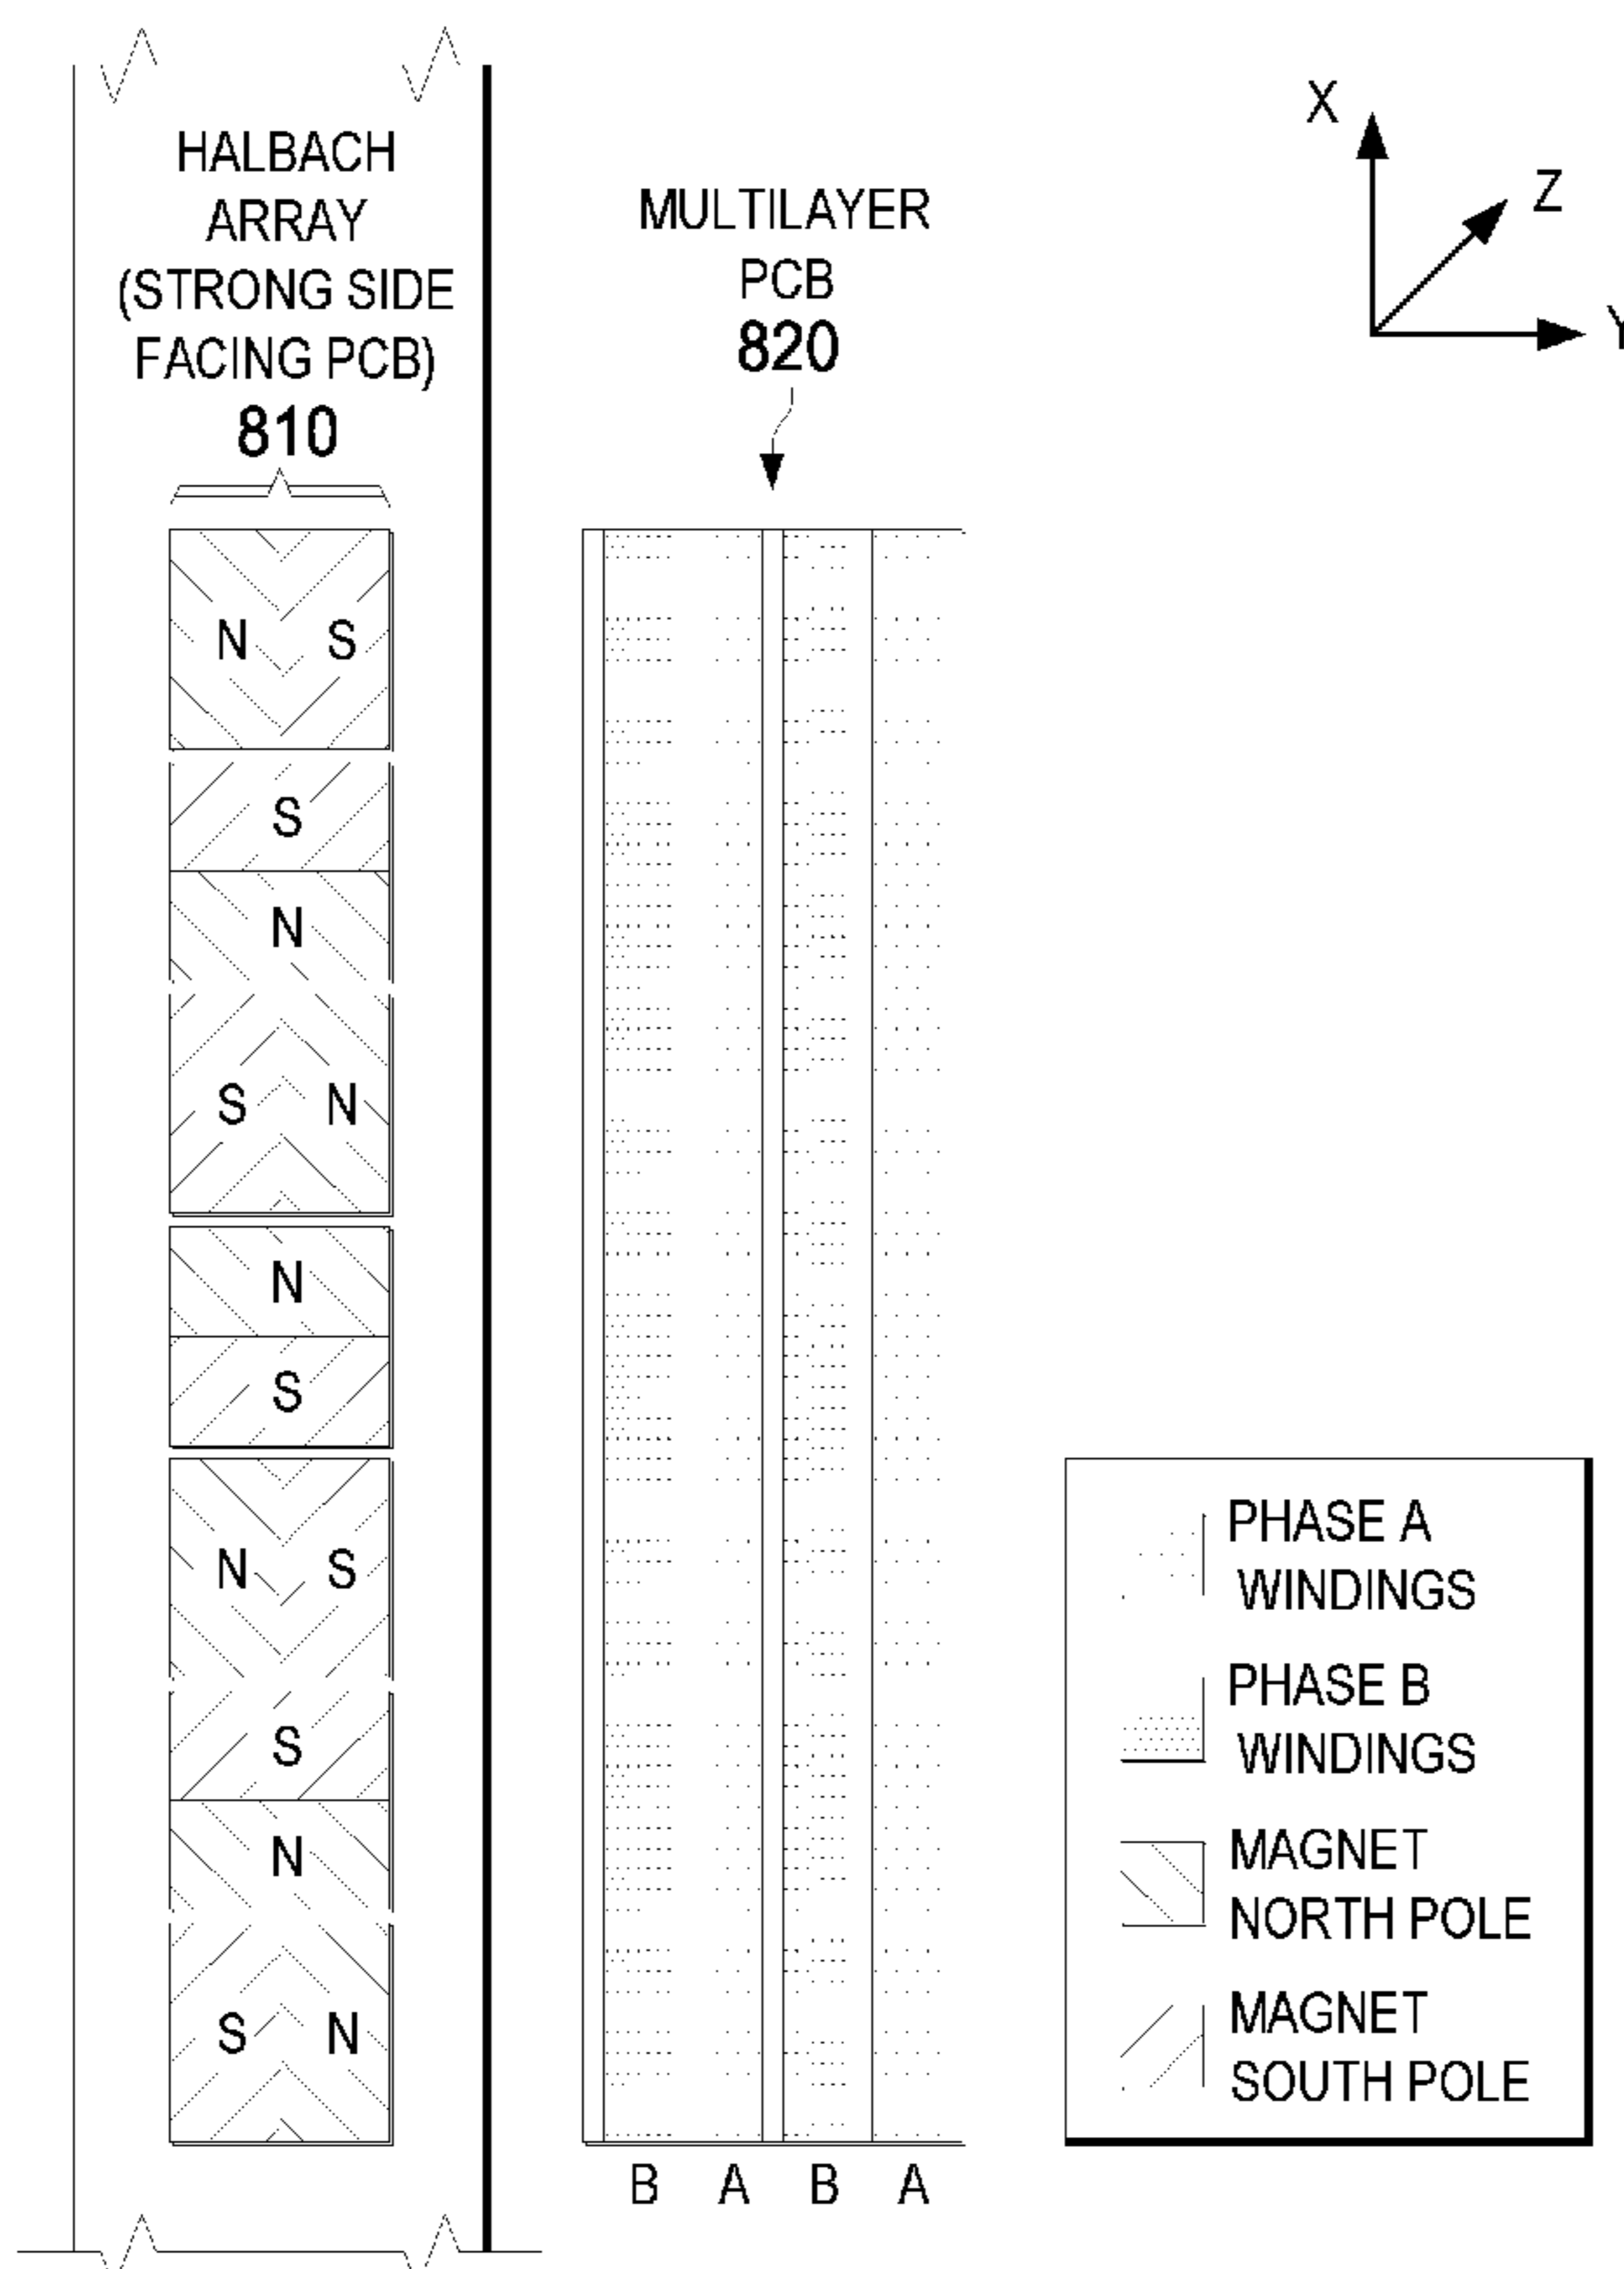 HALBACH
ARRAY
(STRONG SIDE
FACING PCB)
810
MULTILAYER
PCB
820
X
Z
Y
N S
S
N
S N
N
S
N S
S
N
S N
B A B A
PHASE A
WINDINGS
PHASE B
WINDINGS
MAGNET
NORTH POLE
MAGNET
SOUTH POLE